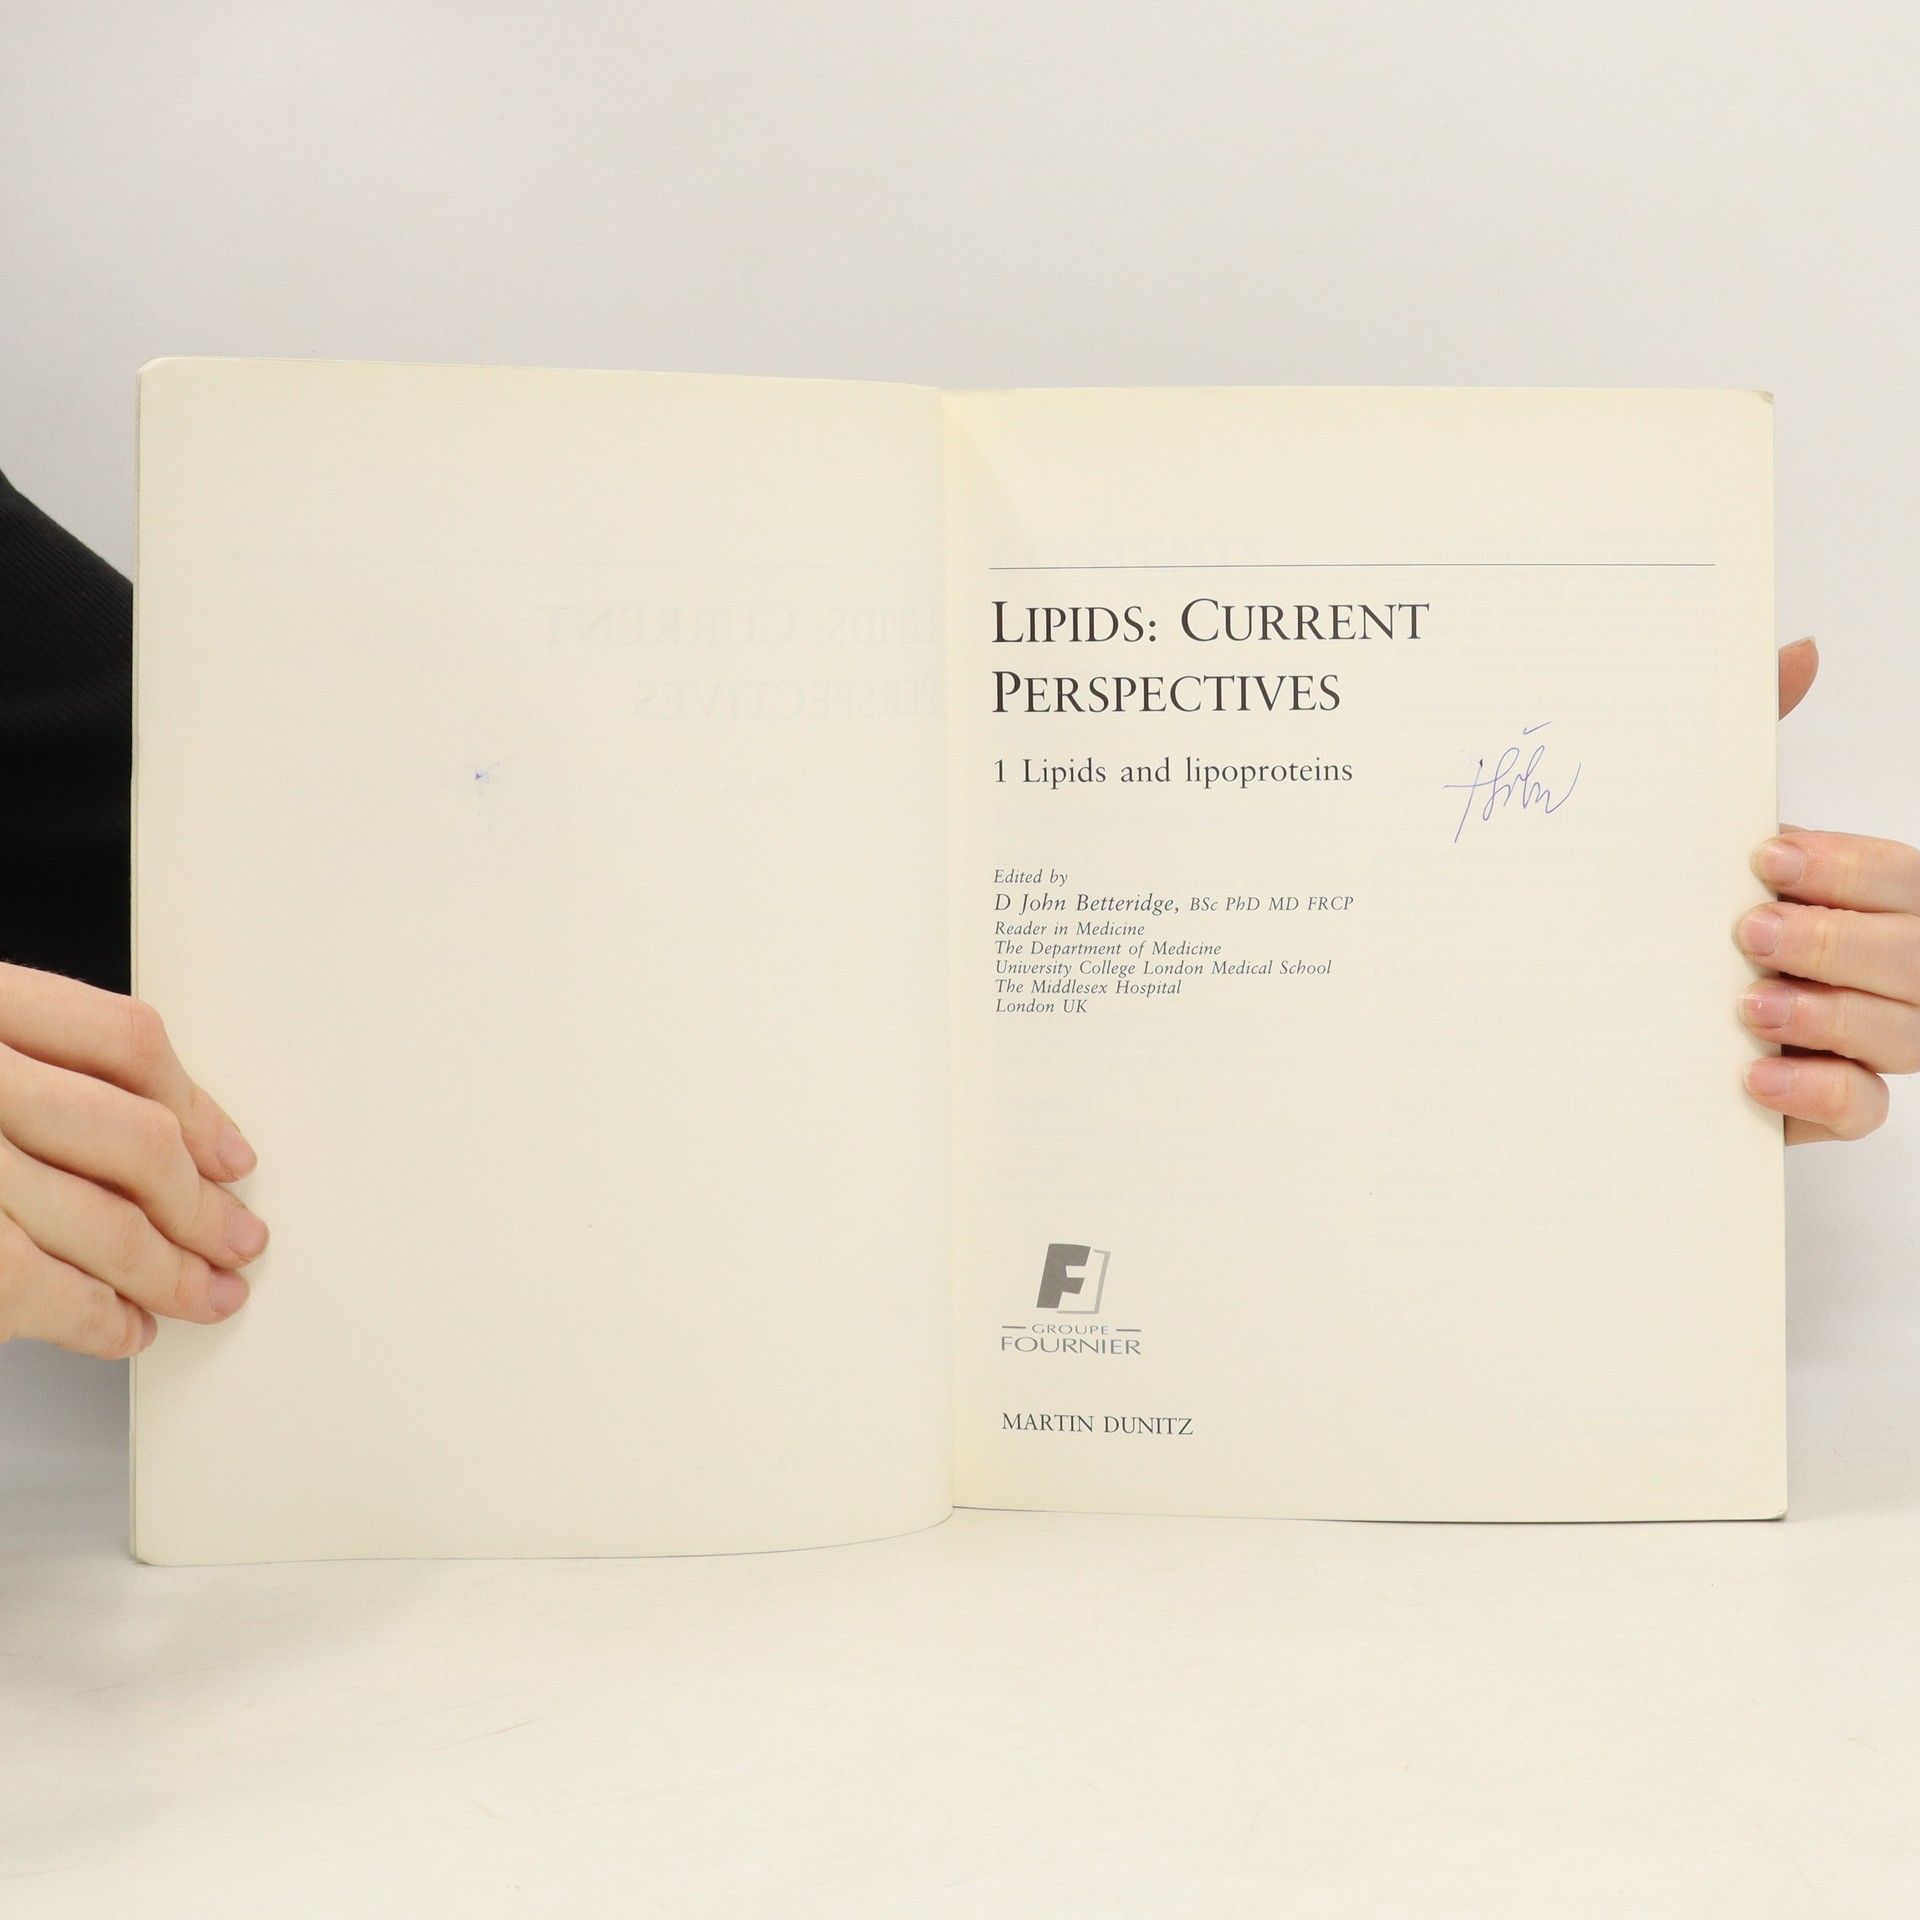 LIPIDS: CURRENT
PERSPECTIVES
1 Lipids and lipoproteins
Edited by
D John Betteridge, BSc PhD MD FRCP
Reader in Medicine
The Department of Medicine
University College London Medical School
The Middlesex Hospital
London UK
F
GROUPE
FOURNIER
MARTIN DUNITZ